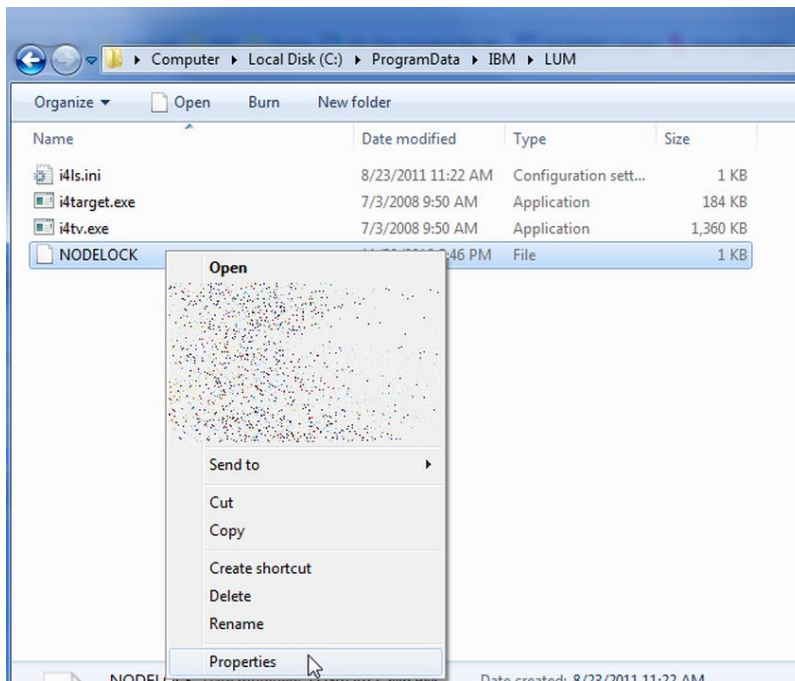 Computer Local Disk (C:) ProgramData IBM LUM
Organize Open Burn New folder
Name Date modified Type Size
i4ls.ini 8/23/2011 11:22 AM Configuration sett... 1 KB
i4target.exe 7/3/2008 9:50 AM Application 184 KB
i4tv.exe 7/3/2008 9:50 AM Application 1,360 KB
NODELOCK :46 PM File 1 KB
Open
Send to
Cut
Copy
Create shortcut
Delete
Rename
Properties
Date created: 8/23/2011 11:22 AM